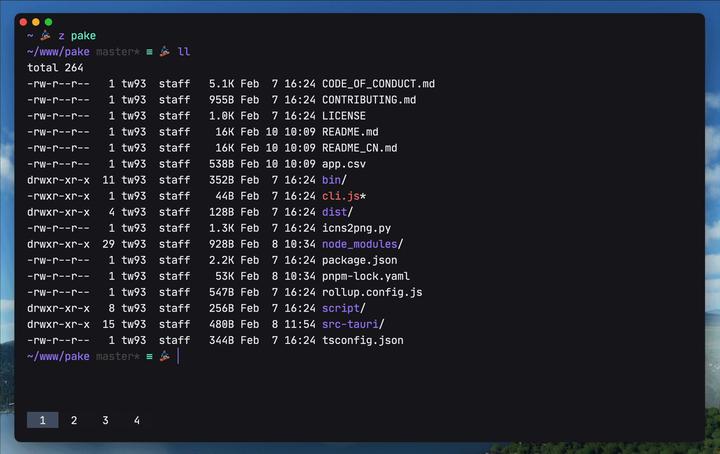 ~ 🎉 z pake
~/www/pake master* ≡ 🎉 ll
total 264
-rw-r--r--   1 tw93  staff   5.1K Feb  7 16:24 CODE_OF_CONDUCT.md
-rw-r--r--   1 tw93  staff   955B Feb  7 16:24 CONTRIBUTING.md
-rw-r--r--   1 tw93  staff   1.0K Feb  7 16:24 LICENSE
-rw-r--r--   1 tw93  staff    16K Feb 10 10:09 README.md
-rw-r--r--   1 tw93  staff    16K Feb 10 10:09 README_CN.md
-rw-r--r--   1 tw93  staff   538B Feb 10 10:09 app.csv
drwxr-xr-x  11 tw93  staff   352B Feb  7 16:24 bin/
-rwxr-xr-x   1 tw93  staff    44B Feb  7 16:24 cli.js*
drwxr-xr-x   4 tw93  staff   128B Feb  7 16:24 dist/
-rw-r--r--   1 tw93  staff   1.3K Feb  7 16:24 icns2png.py
drwxr-xr-x  29 tw93  staff   928B Feb  8 10:34 node_modules/
-rw-r--r--   1 tw93  staff   2.2K Feb  7 16:24 package.json
-rw-r--r--   1 tw93  staff    53K Feb  8 10:34 pnpm-lock.yaml
-rw-r--r--   1 tw93  staff   547B Feb  7 16:24 rollup.config.js
drwxr-xr-x   8 tw93  staff   256B Feb  7 16:24 script/
drwxr-xr-x  15 tw93  staff   480B Feb  8 11:54 src-tauri/
-rw-r--r--   1 tw93  staff   344B Feb  7 16:24 tsconfig.json
~/www/pake master* ≡ 🎉
1 2 3 4